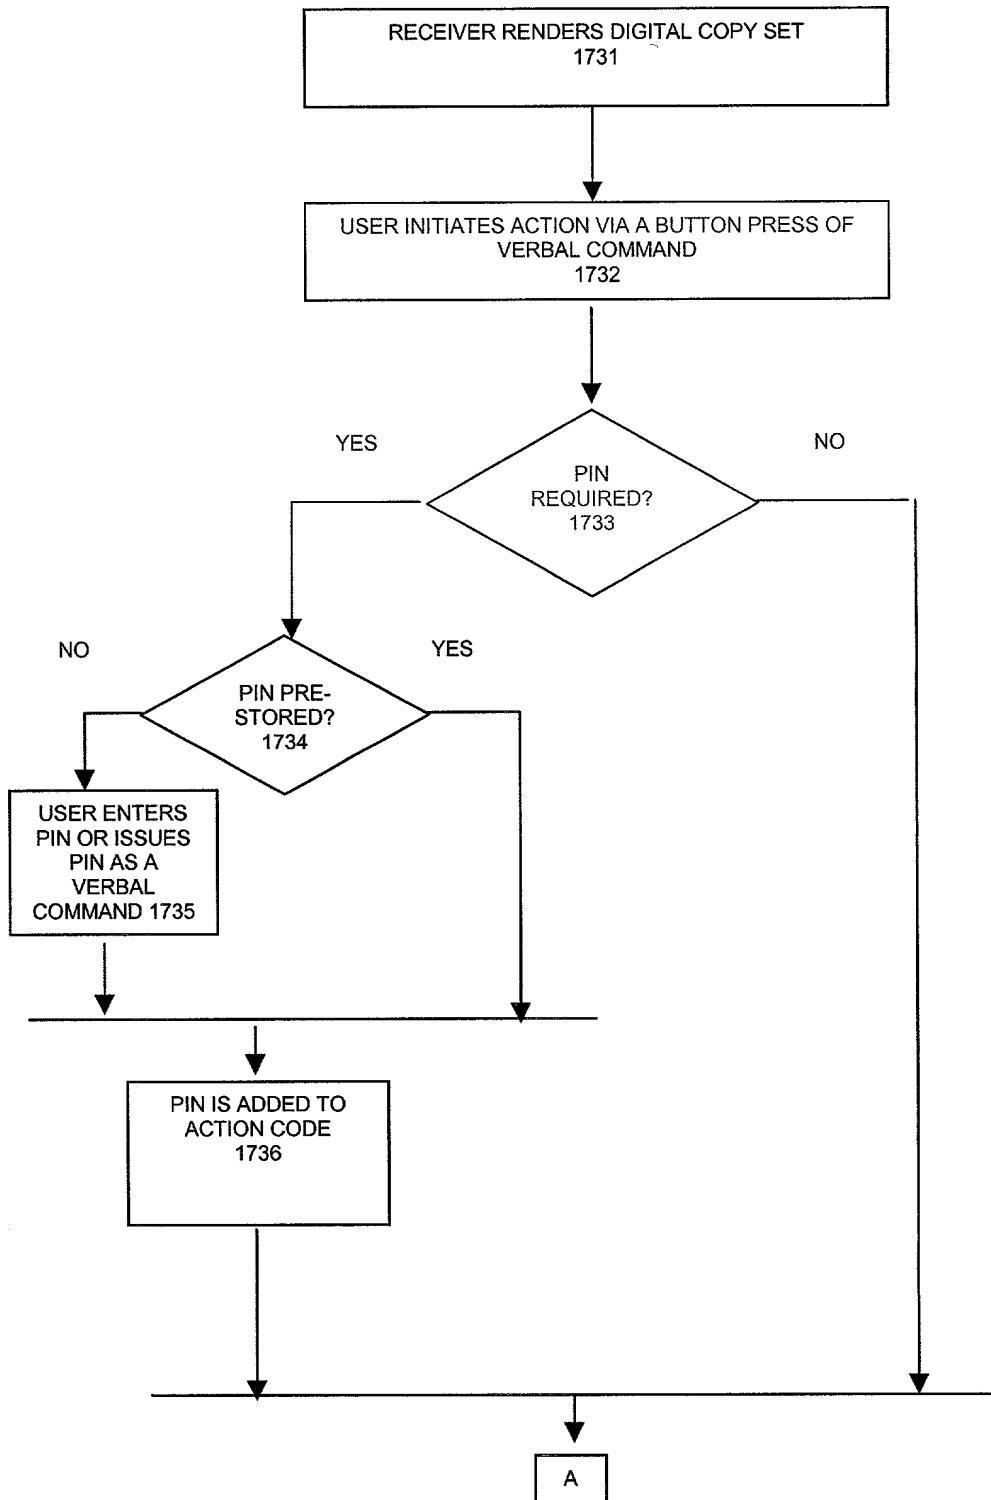 RECEIVER RENDERS DIGITAL COPY SET
1731
USER INITIATES ACTION VIA A BUTTON PRESS OF
VERBAL COMMAND
1732
YES
NO
PIN
REQUIRED?
1733
NO
YES
PIN PRE-
STORED?
1734
USER ENTERS
PIN OR ISSUES
PIN AS A
VERBAL
COMMAND 1735
PIN IS ADDED TO
ACTION CODE
1736
A